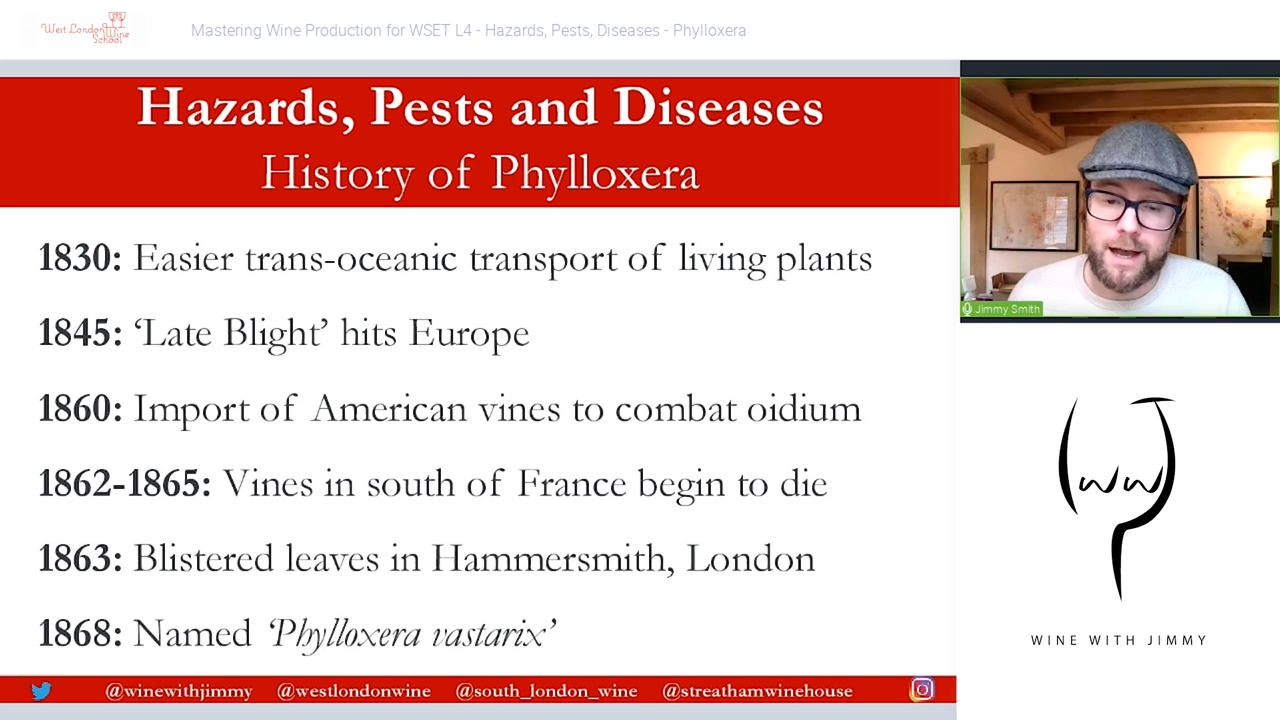 West London Wine School
Mastering Wine Production for WSET L4 - Hazards, Pests, Diseases - Phylloxera
Hazards, Pests and Diseases
History of Phylloxera
1830: Easier trans-oceanic transport of living plants
1845: ‘Late Blight’ hits Europe
1860: Import of American vines to combat oidium
1862-1865: Vines in south of France begin to die
1863: Blistered leaves in Hammersmith, London
1868: Named ‘Phylloxera vastarix’
@winewithjimmy @westlondonwine @south_london_wine @streathamwinehouse
Jimmy Smith
WINE WITH JIMMY